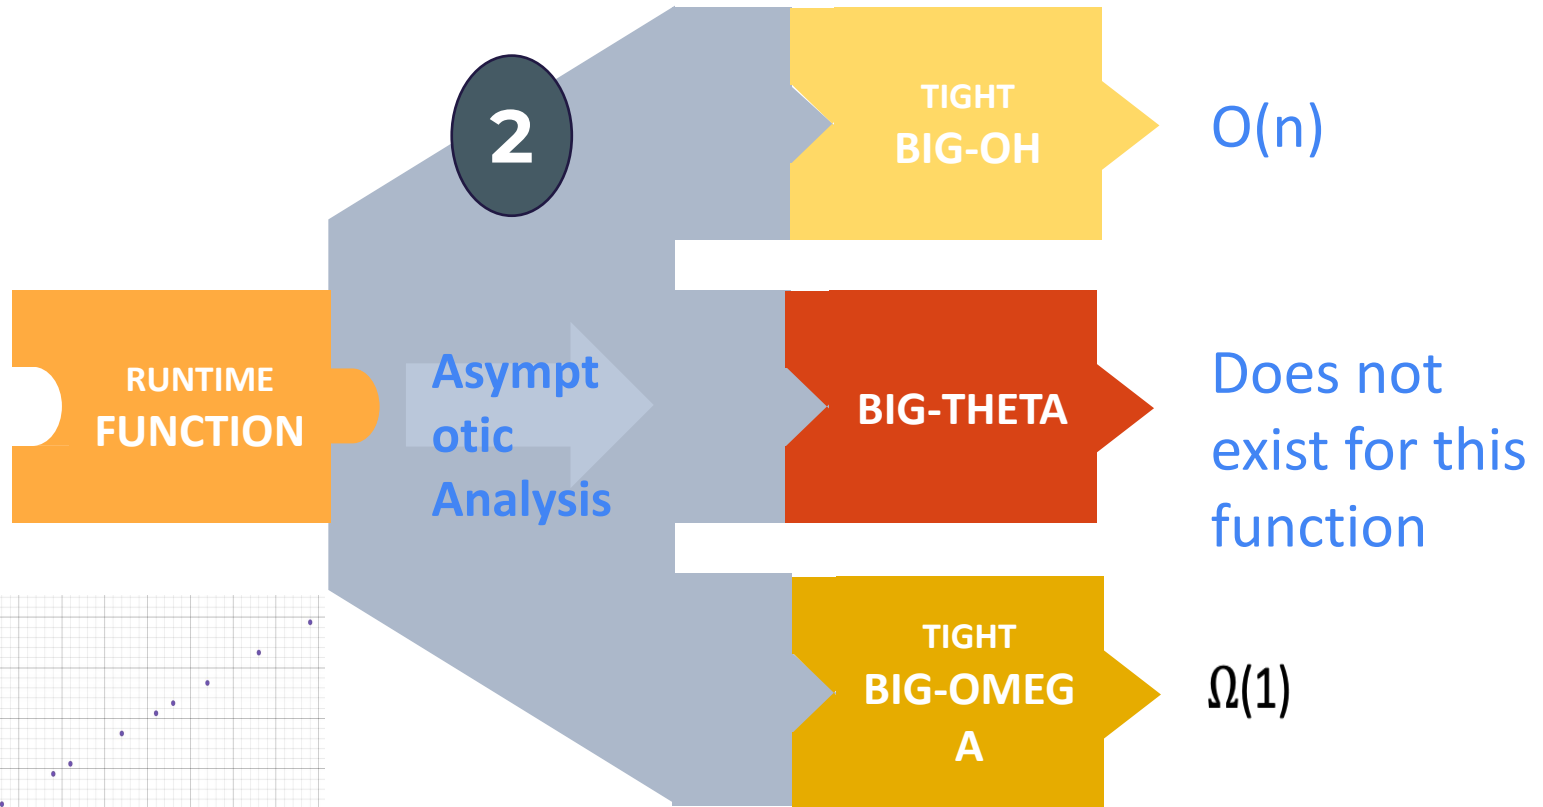 2
TIGHT
BIG-OH
O(n)
RUNTIME
FUNCTION
Asympt
otic
Analysis
BIG-THETA
Does not
exist for this
function
TIGHT
BIG-OMEG
A
Ω(1)